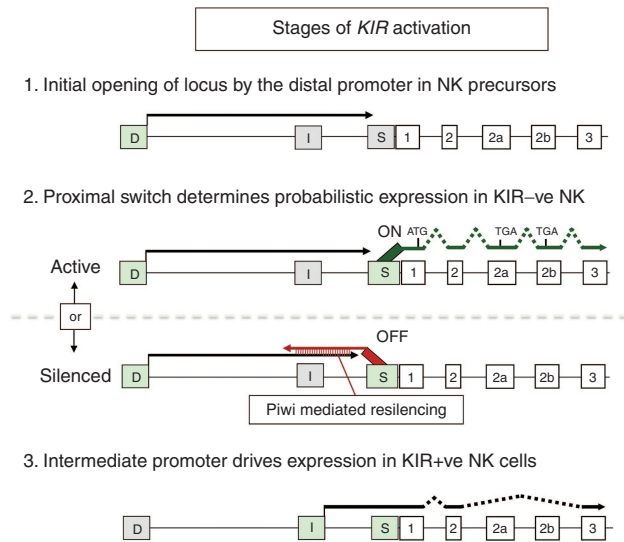 Stages of KIR activation
1. Initial opening of locus by the distal promoter in NK precursors
D I S 1 2 2a 2b 3
2. Proximal switch determines probabilistic expression in KIR–ve NK
ON ATG TGA TGA
Active
D I S 1 2 2a 2b 3
or
OFF
Silenced
D I S 1 2 2a 2b 3
Piwi mediated resilencing
3. Intermediate promoter drives expression in KIR+ve NK cells
D I S 1 2 2a 2b 3